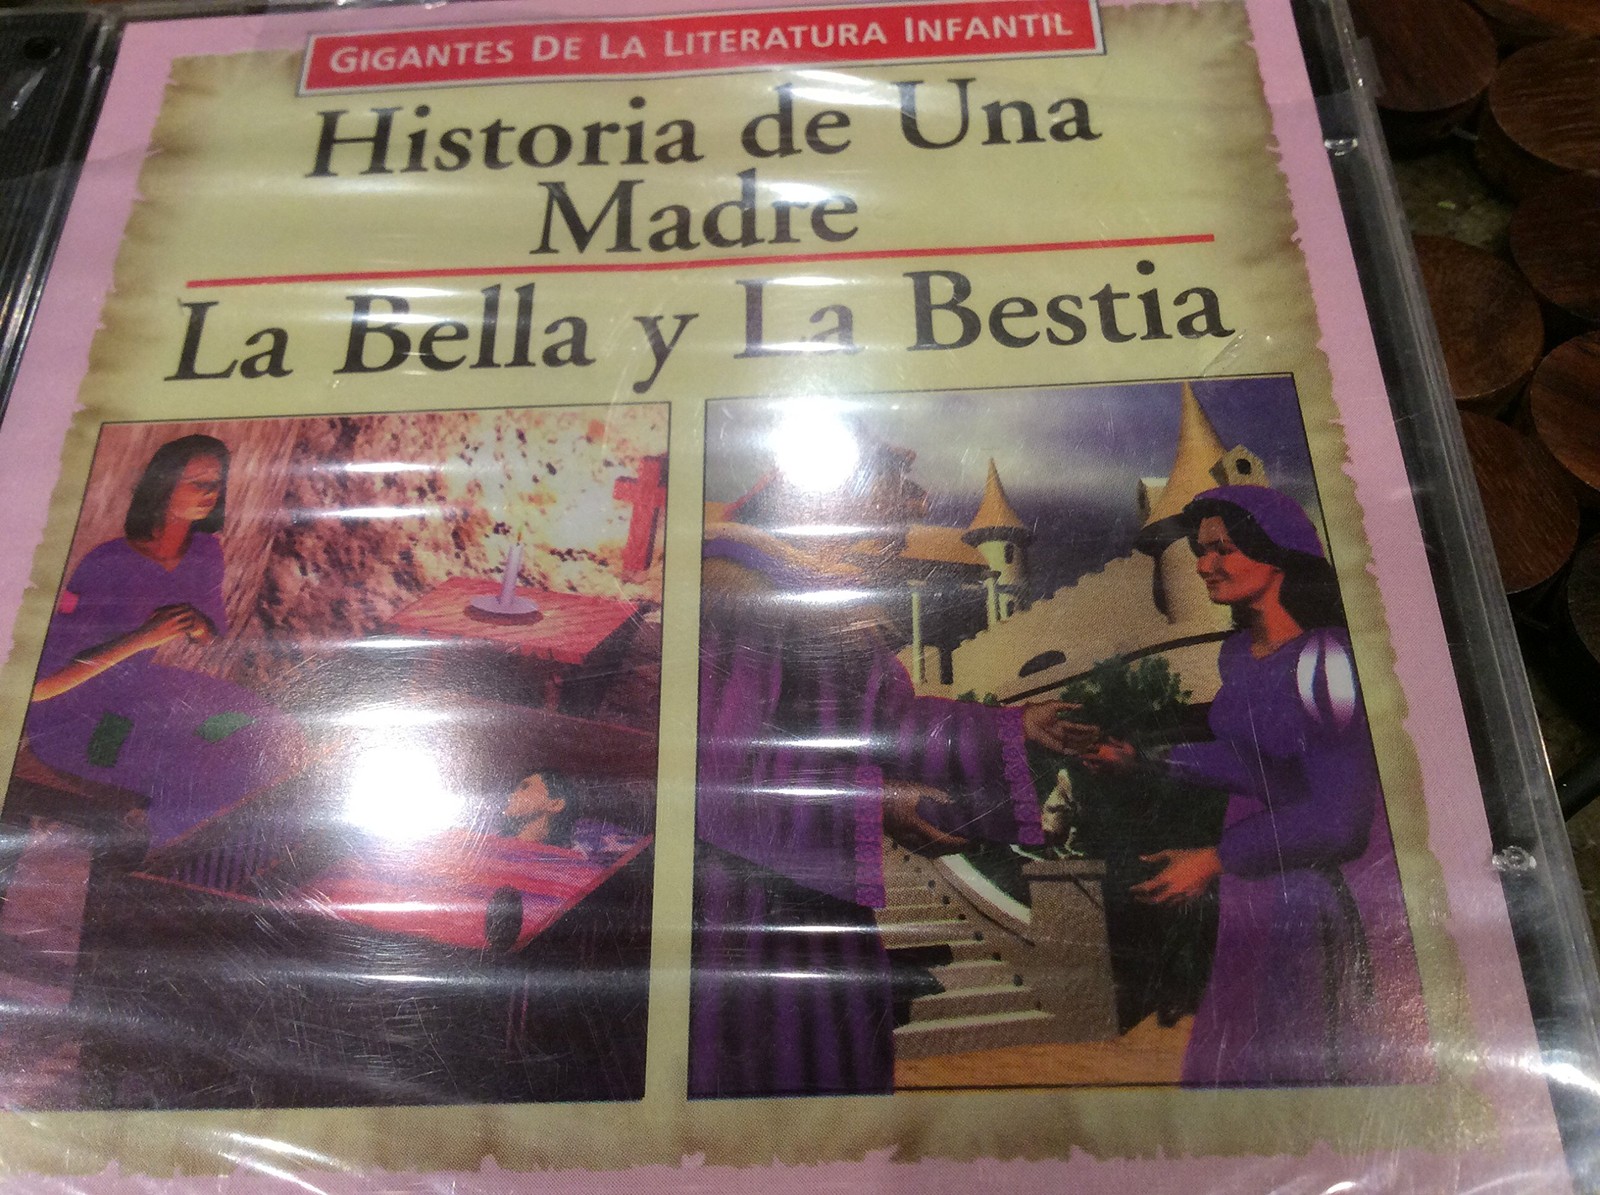 GIGANTES DE LA LITERATURA INFANTIL
Historia de Una
Madre
La Bella y La Bestia